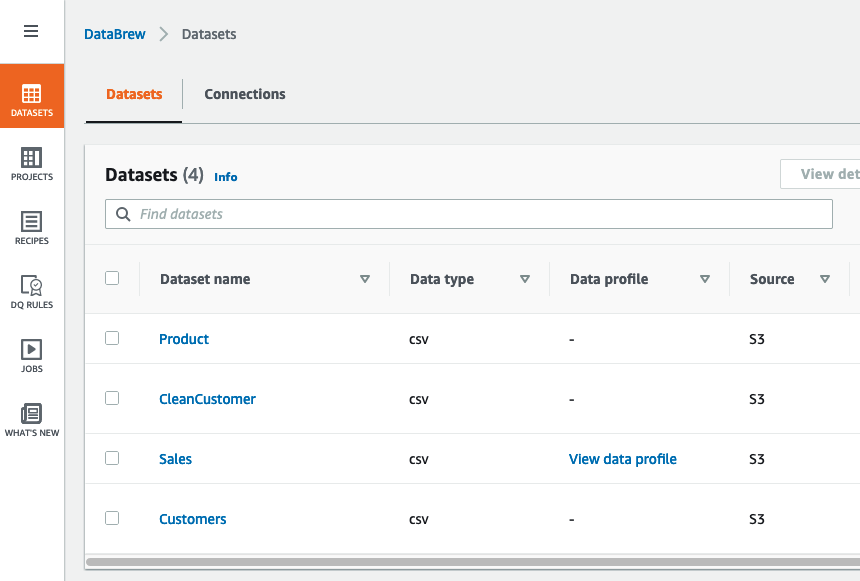 DataBrew > Datasets
Datasets Connections
DATASETS
PROJECTS
RECIPES
DQ RULES
JOBS
WHAT'S NEW
Datasets (4) Info
View det
Find datasets
Dataset name Data type Data profile Source
Product csv - S3
CleanCustomer csv - S3
Sales csv View data profile S3
Customers csv - S3